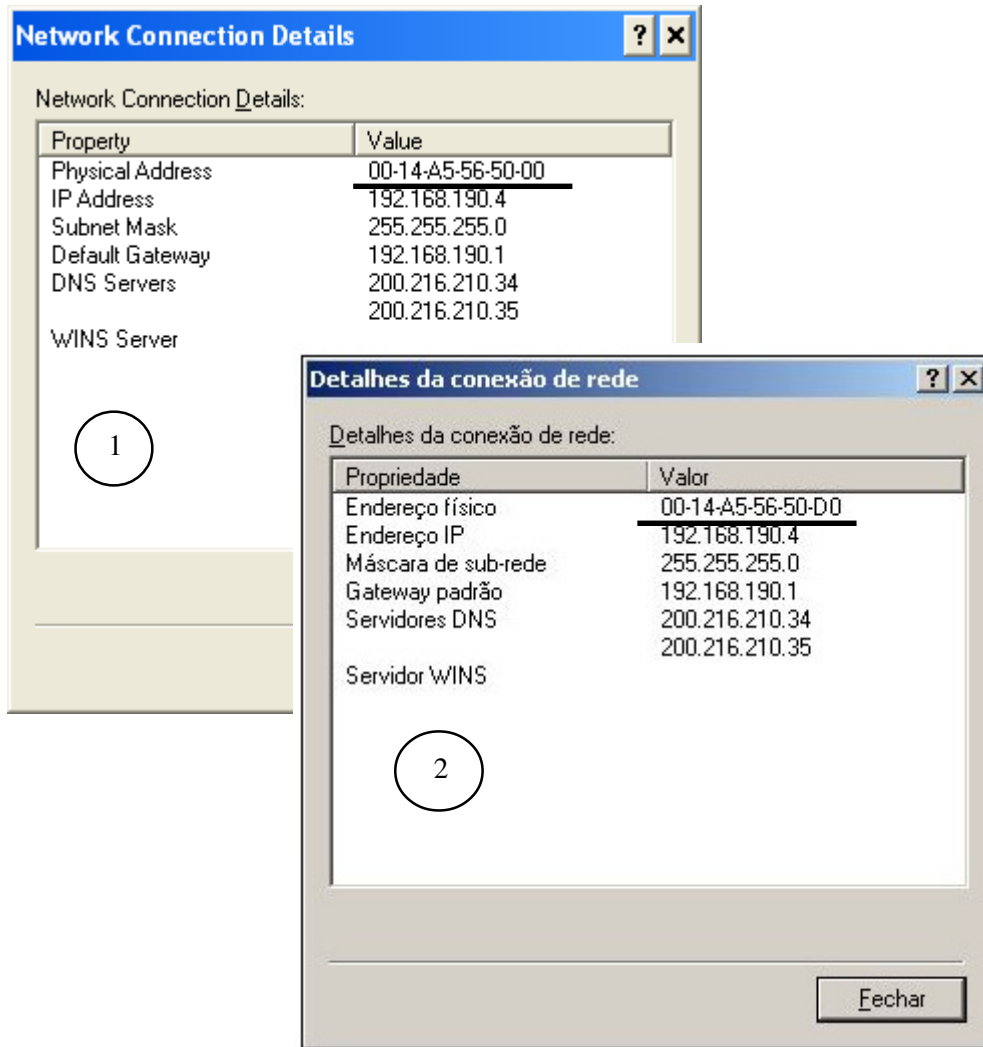 Network Connection Details
Network Connection Details:
Property Value
Physical Address 00-14-A5-56-50-00
IP Address 192.168.190.4
Subnet Mask 255.255.255.0
Default Gateway 192.168.190.1
DNS Servers 200.216.210.34
200.216.210.35
WINS Server
1
Detalhes da conexão de rede
Detalhes da conexão de rede:
Propriedade Valor
Endereço físico 00-14-A5-56-50-D0
Endereço IP 192.168.190.4
Máscara de sub-rede 255.255.255.0
Gateway padrão 192.168.190.1
Servidores DNS 200.216.210.34
200.216.210.35
Servidor WINS
2
Fechar